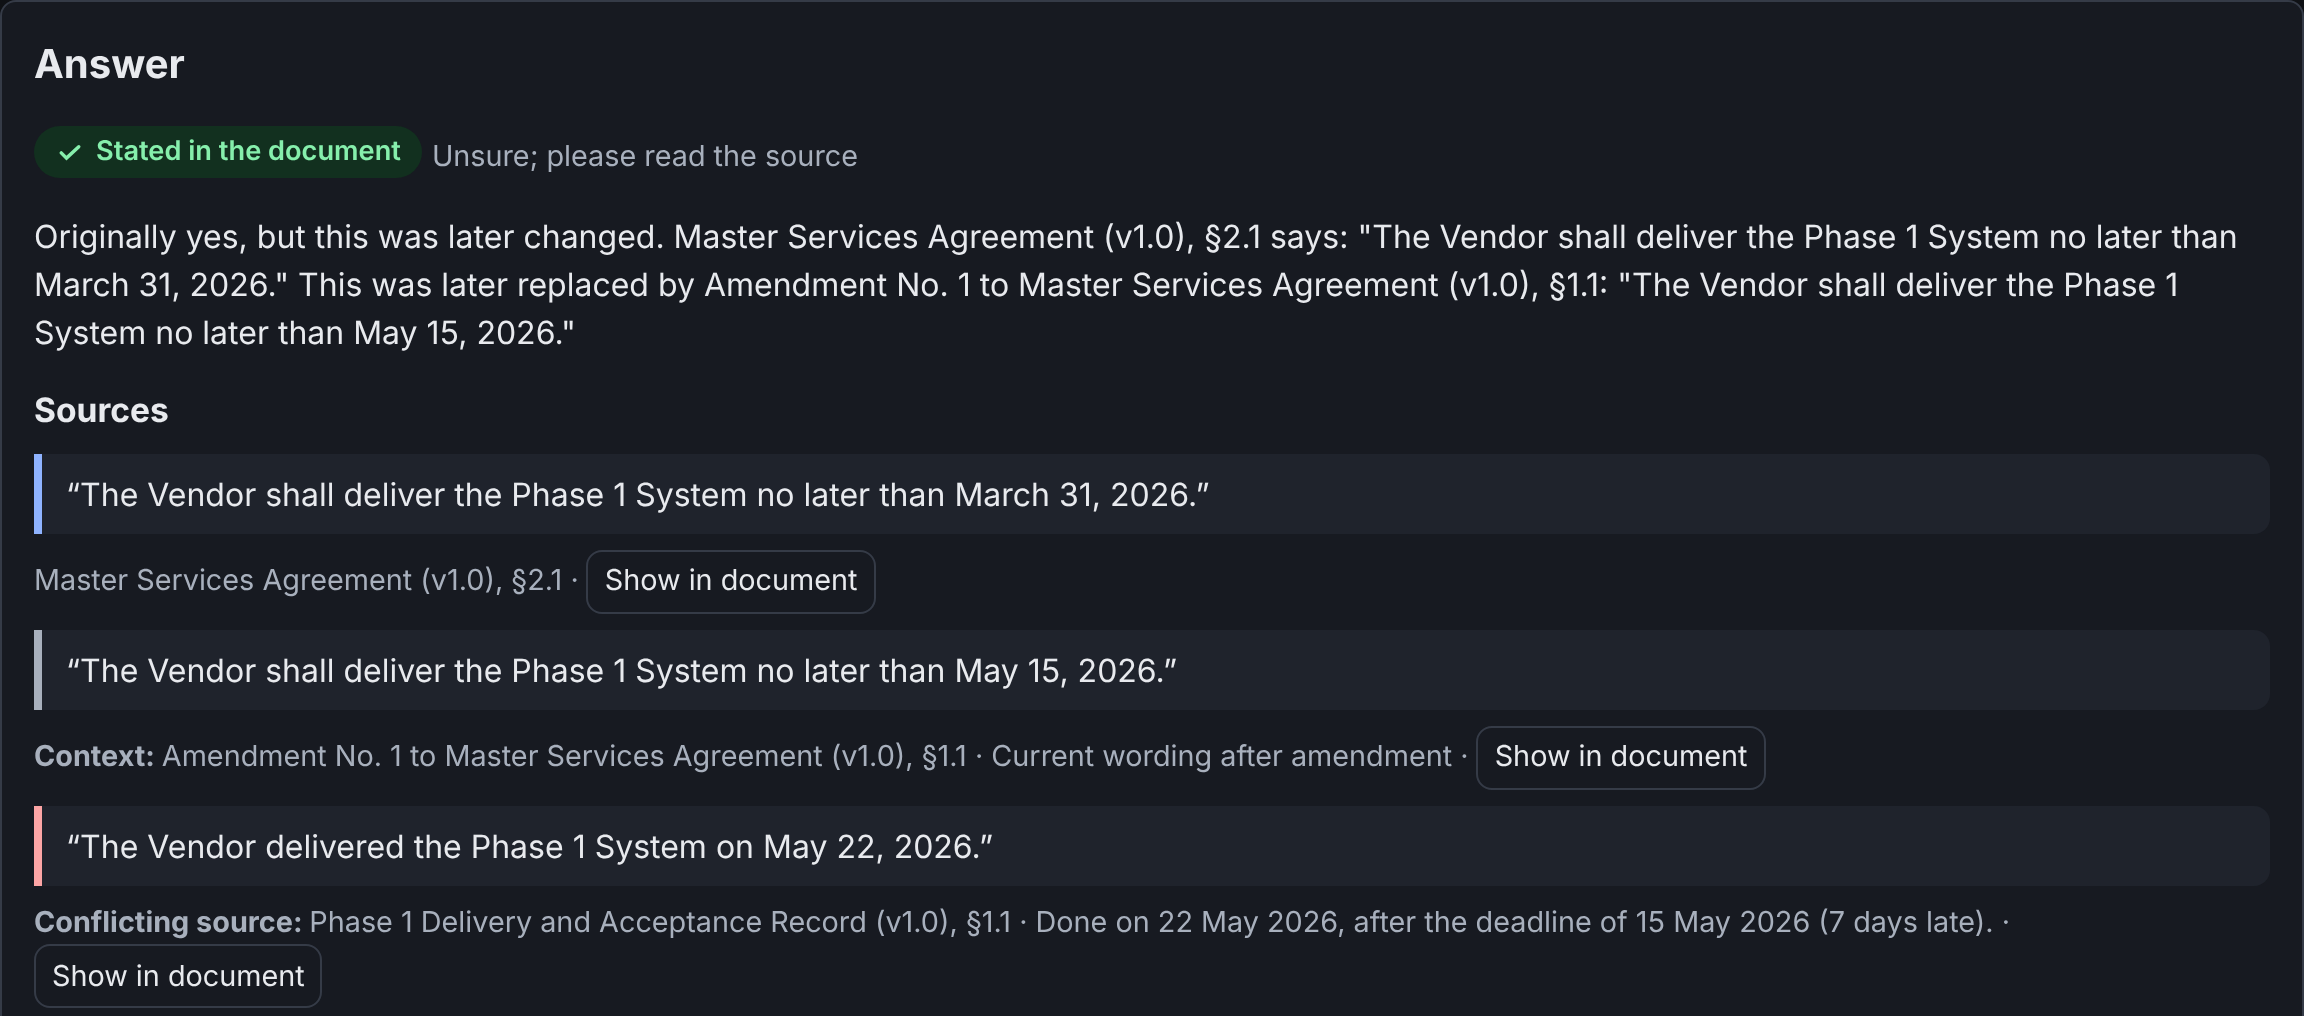 Answer
Stated in the document Unsure; please read the source
Originally yes, but this was later changed. Master Services Agreement (v1.0), §2.1 says: "The Vendor shall deliver the Phase 1 System no later than
March 31, 2026." This was later replaced by Amendment No. 1 to Master Services Agreement (v1.0), §1.1: "The Vendor shall deliver the Phase 1
System no later than May 15, 2026."
Sources
“The Vendor shall deliver the Phase 1 System no later than March 31, 2026.”
Master Services Agreement (v1.0), §2.1 · Show in document
“The Vendor shall deliver the Phase 1 System no later than May 15, 2026.”
Context: Amendment No. 1 to Master Services Agreement (v1.0), §1.1 · Current wording after amendment · Show in document
“The Vendor delivered the Phase 1 System on May 22, 2026.”
Conflicting source: Phase 1 Delivery and Acceptance Record (v1.0), §1.1 · Done on 22 May 2026, after the deadline of 15 May 2026 (7 days late). ·
Show in document